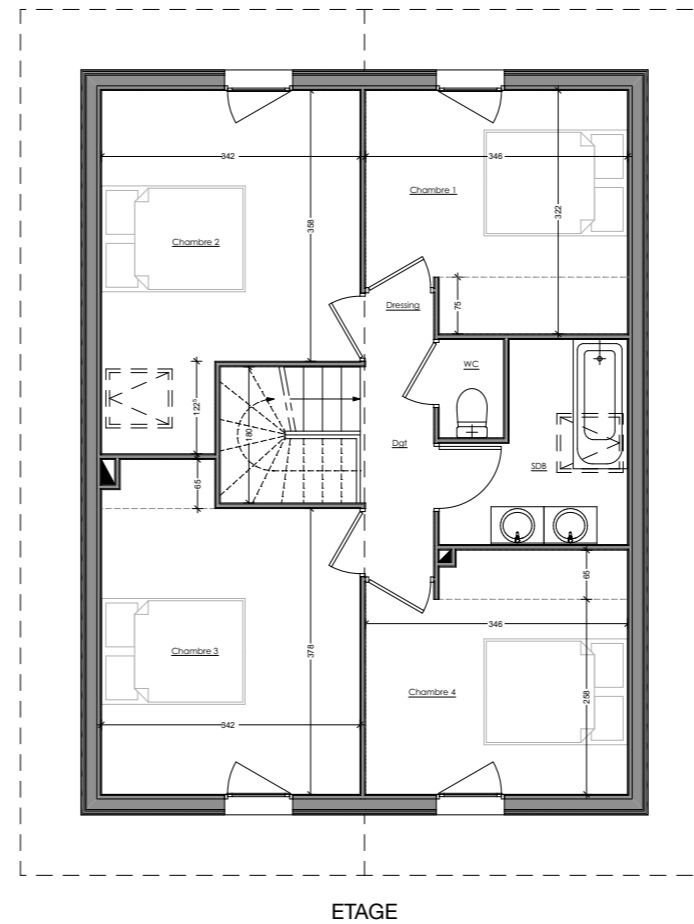 342
346
Chambre 1
358
322
Chambre 2
Dressing
75
WC
122⁵
180
Dgt
SDB
65
65
346
378
Chambre 3
258
Chambre 4
342
ETAGE